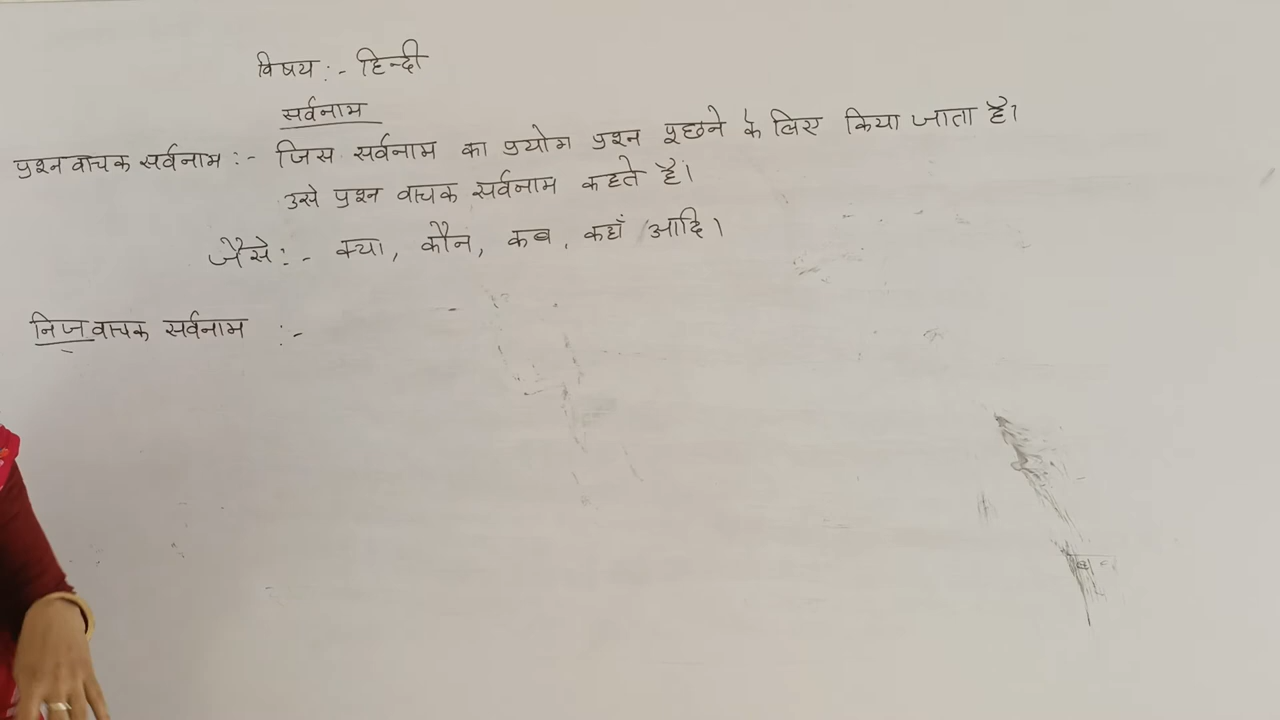 विषय :- हिन्दी
सर्वनाम
प्रश्न वाचक सर्वनाम :- जिस सर्वनाम का प्रयोग प्रश्न पूछने के लिए किया जाता है।
उसे प्रश्न वाचक सर्वनाम कहते है।
जैसे :- क्या, कौन, कब, कहाँ आदि।
निजवाचक सर्वनाम :-